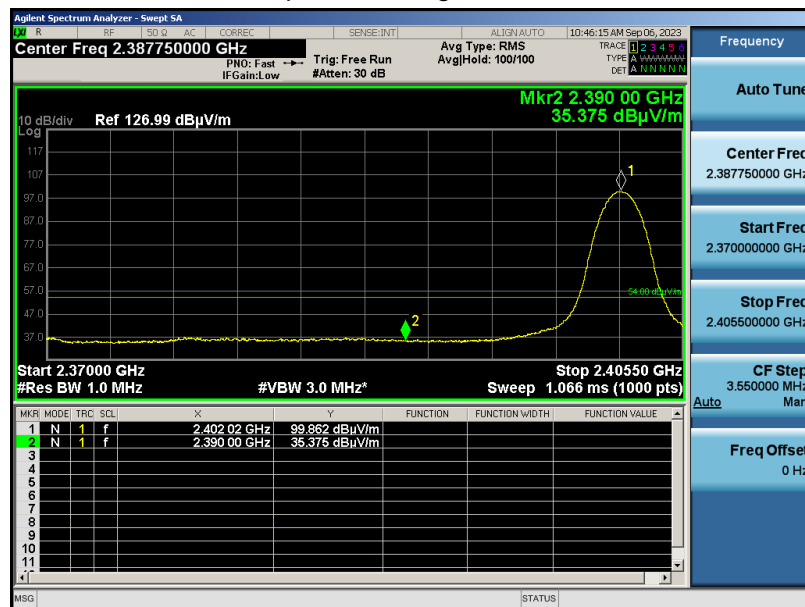 Agilent Spectrum Analyzer - Swept SA
LXI R RF 50 Ω AC CORREC SENSE:INT ALIGN AUTO 10:46:15 AM Sep 06, 2023
Center Freq 2.387750000 GHz
PNO: Fast
IFGain:Low
Trig: Free Run
#Atten: 30 dB
Avg Type: RMS
Avg|Hold: 100/100
TRACE 1 2 3 4 5 6
TYPE A
DET A N N N N N
Mkr2 2.390 00 GHz
35.375 dBµV/m
10 dB/div Ref 126.99 dBµV/m
Log
117
107
97.0
87.0
77.0
67.0
57.0
47.0
37.0
1
2
54.00 dBµV/m
Start 2.37000 GHz Stop 2.40550 GHz
#Res BW 1.0 MHz #VBW 3.0 MHz* Sweep 1.066 ms (1000 pts)
MKR MODE TRC SCL X Y FUNCTION FUNCTION WIDTH FUNCTION VALUE
1 N 1 f 2.402 02 GHz 99.862 dBµV/m
2 N 1 f 2.390 00 GHz 35.375 dBµV/m
3
4
5
6
7
8
9
10
11
MSG STATUS
Frequency
Auto Tune
Center Freq
2.387750000 GHz
Start Freq
2.370000000 GHz
Stop Freq
2.405500000 GHz
CF Step
3.550000 MHz
Auto Man
Freq Offset
0 Hz